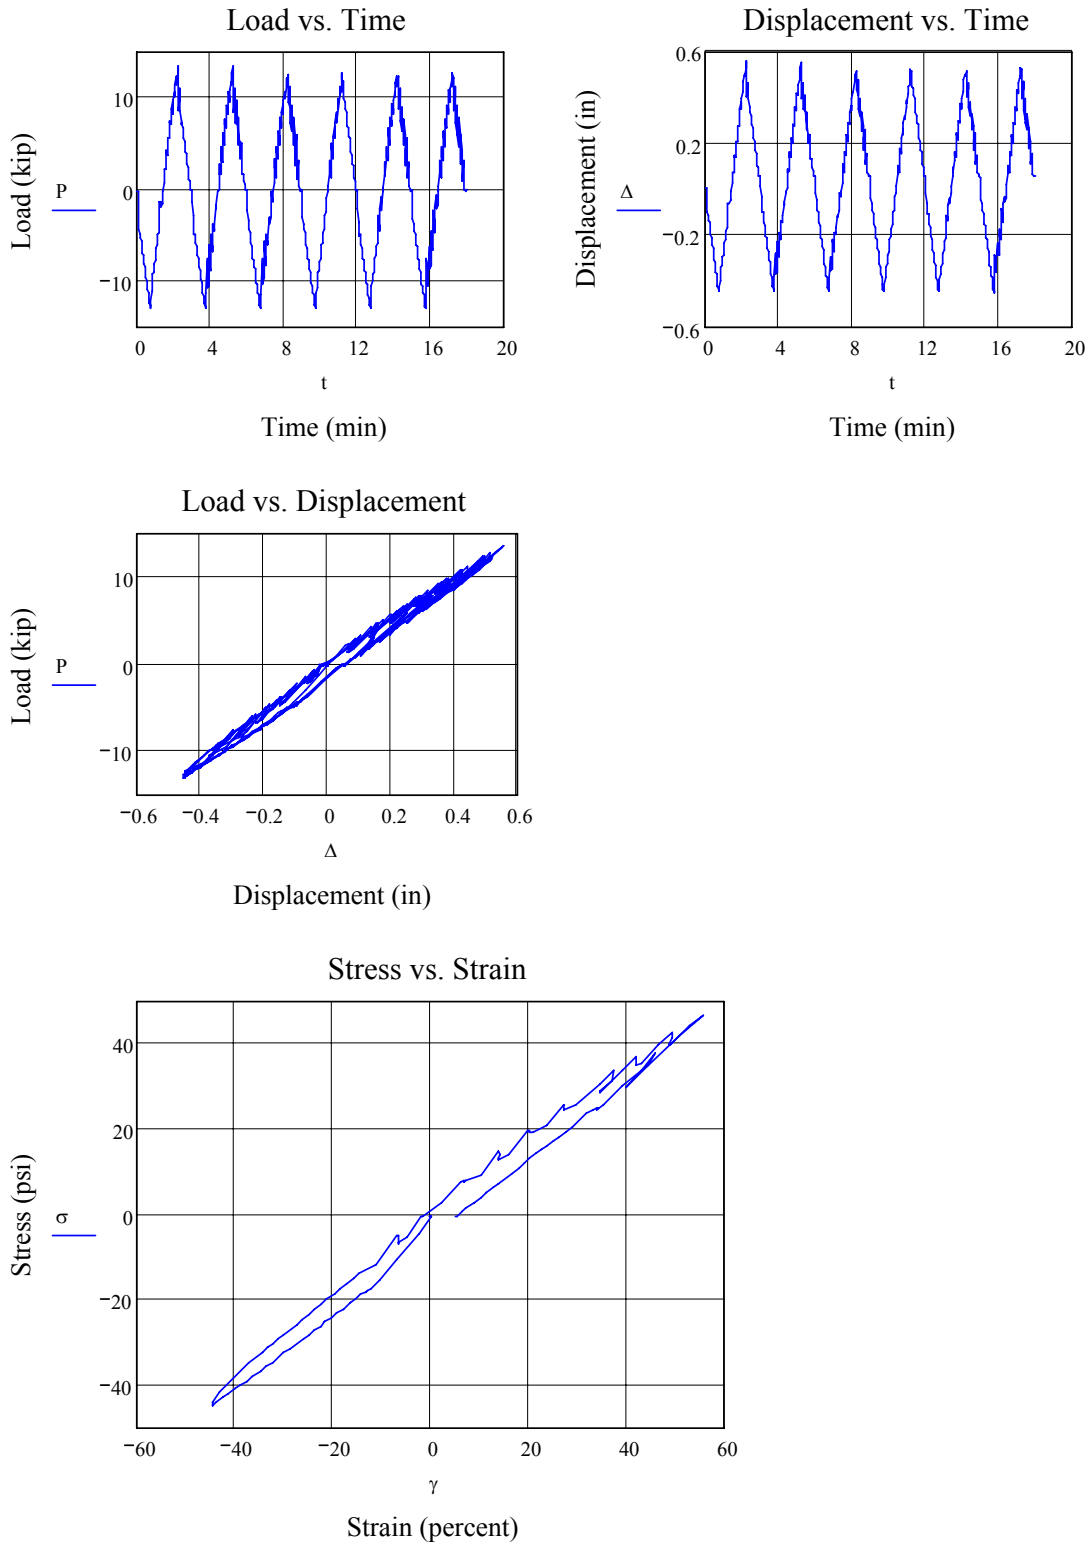 Load vs. Time
Load (kip)
P
10
0
−10
0 4 8 12 16 20
t
Time (min)
Displacement vs. Time
Displacement (in)
Δ
0.6
0.2
−0.2
−0.6
0 4 8 12 16 20
t
Time (min)
Load vs. Displacement
Load (kip)
P
10
0
−10
−0.6 −0.4 −0.2 0 0.2 0.4 0.6
Δ
Displacement (in)
Stress vs. Strain
Stress (psi)
σ
40
20
0
−20
−40
−60 −40 −20 0 20 40 60
γ
Strain (percent)